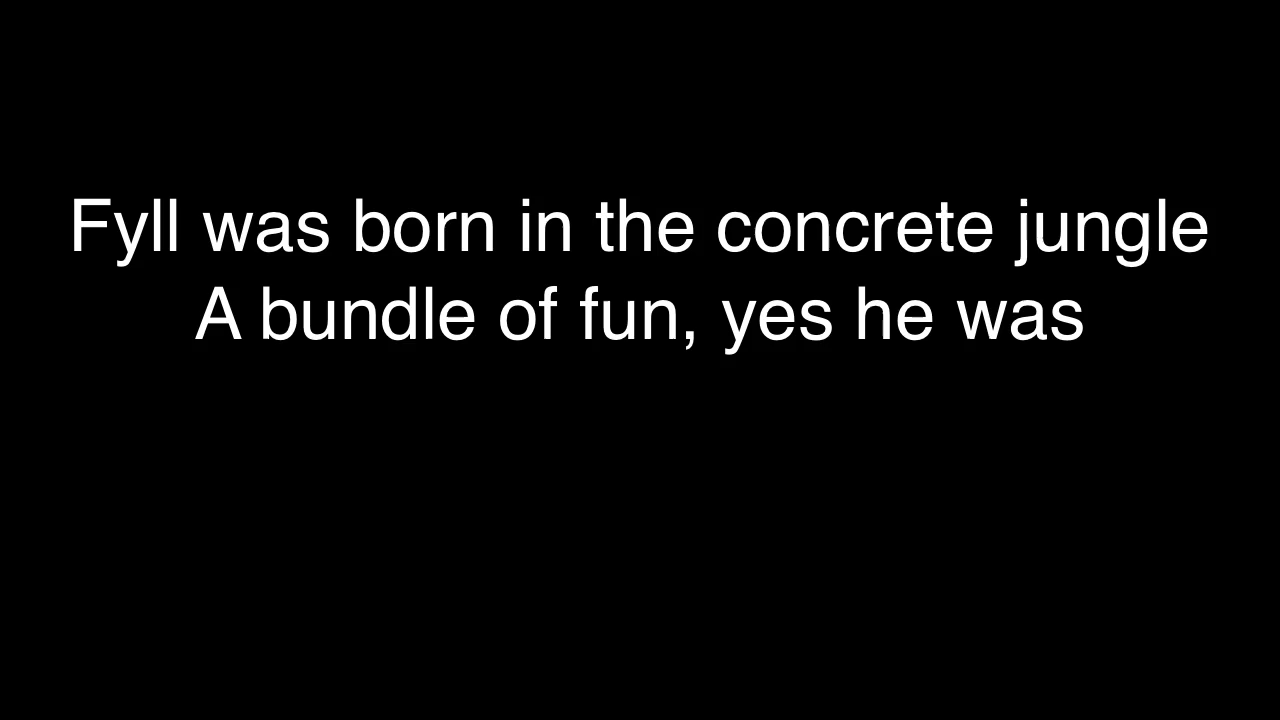 Fyll was born in the concrete jungle
A bundle of fun, yes he was